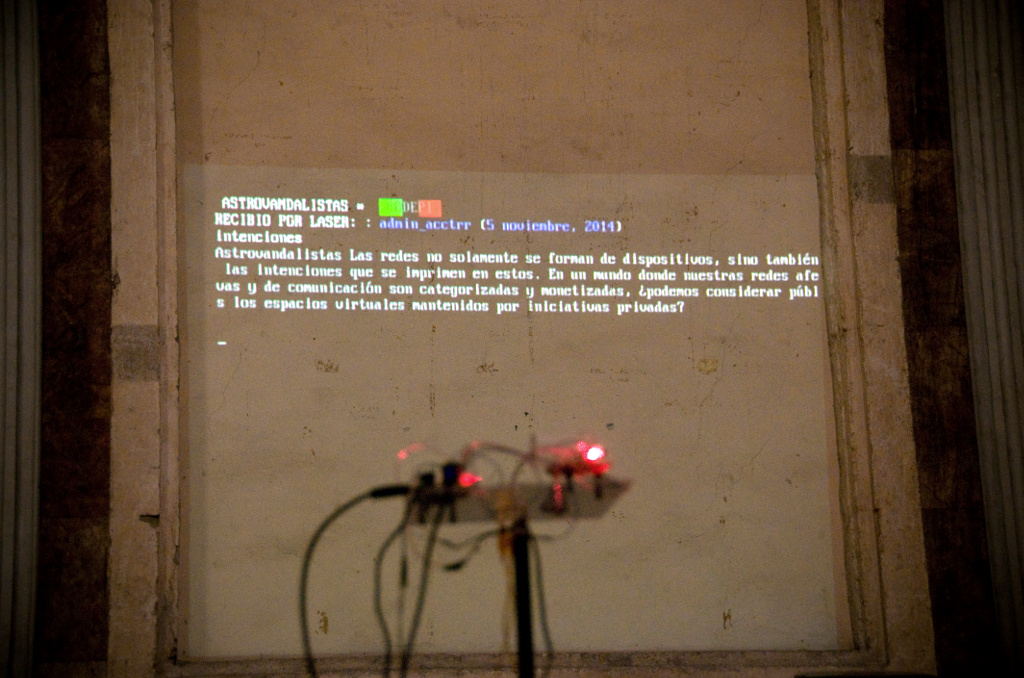 ASTROVANDALISTAS = DEPT
RECIBIO POR LASER: : admin_acctrr (5 noviembre, 2014)
intenciones
Astrovandalistas Las redes no solamente se forman de dispositivos, sino también
las intenciones que se imprimen en estos. En un mundo donde nuestras redes afe
vas y de comunicación son categorizadas y monetizadas, ¿podemos considerar públ
s los espacios virtuales mantenidos por iniciativas privadas?